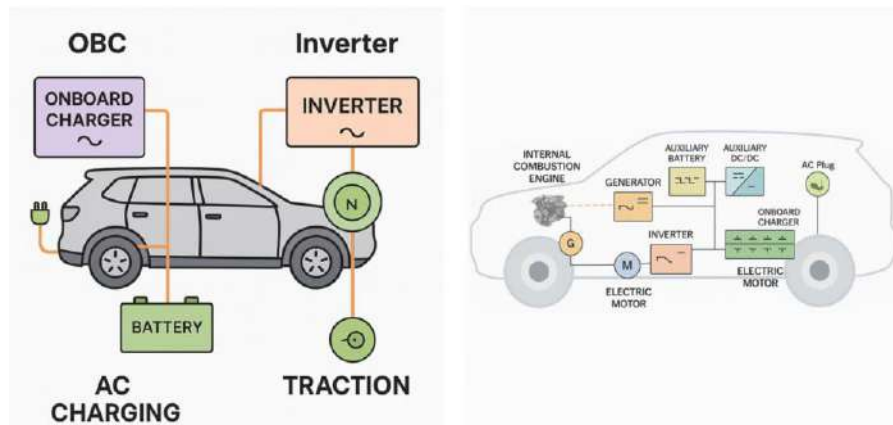 OBC
Inverter
ONBOARD
CHARGER
INVERTER
N
BATTERY
AC
CHARGING
TRACTION
INTERNAL
COMBUSTION
ENGINE
GENERATOR
AUXILIARY
BATTERY
AUXILIARY
DC/DC
AC Plug
G
M
INVERTER
ELECTRIC
MOTOR
ONBOARD
CHARGER
ELECTRIC
MOTOR